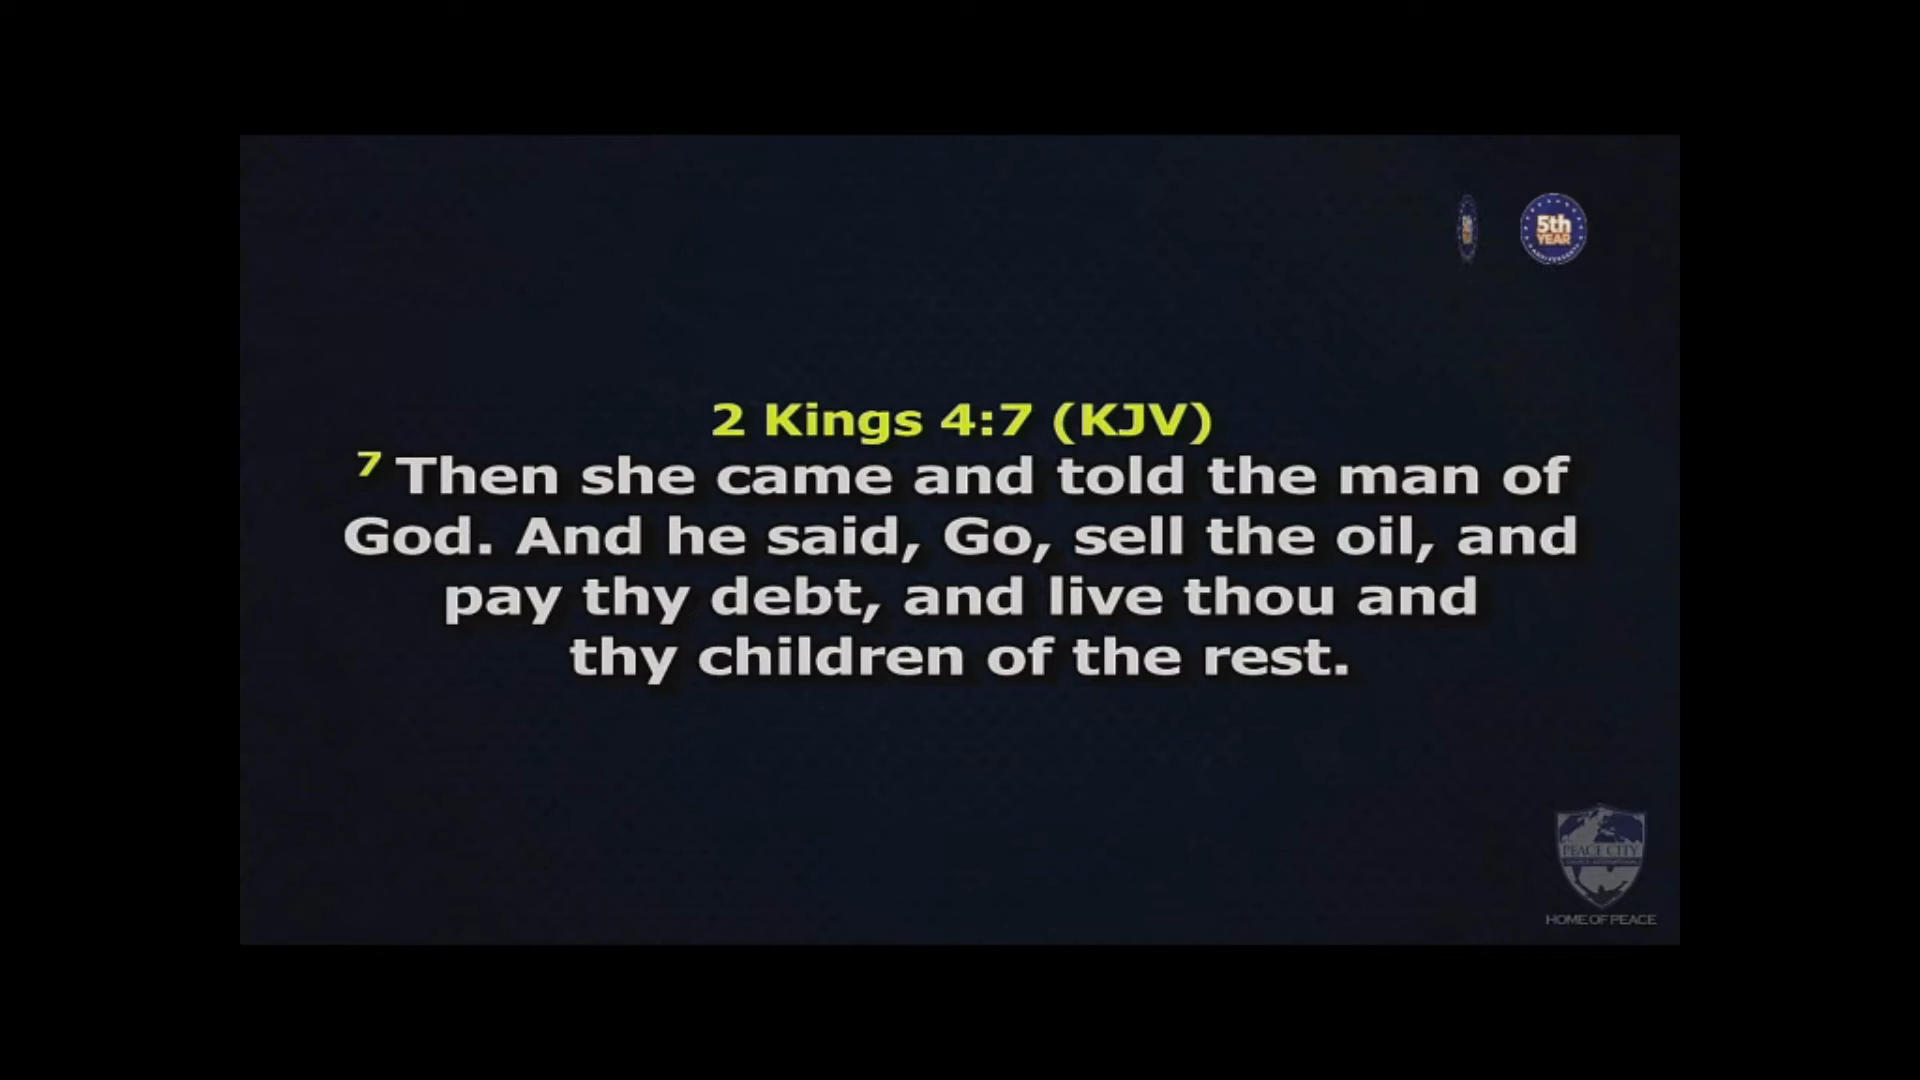 5th
YEAR
ANNIVERSARY
2 Kings 4:7 (KJV)
7 Then she came and told the man of
God. And he said, Go, sell the oil, and
pay thy debt, and live thou and
thy children of the rest.
PEACE CITY
HOME OF PEACE